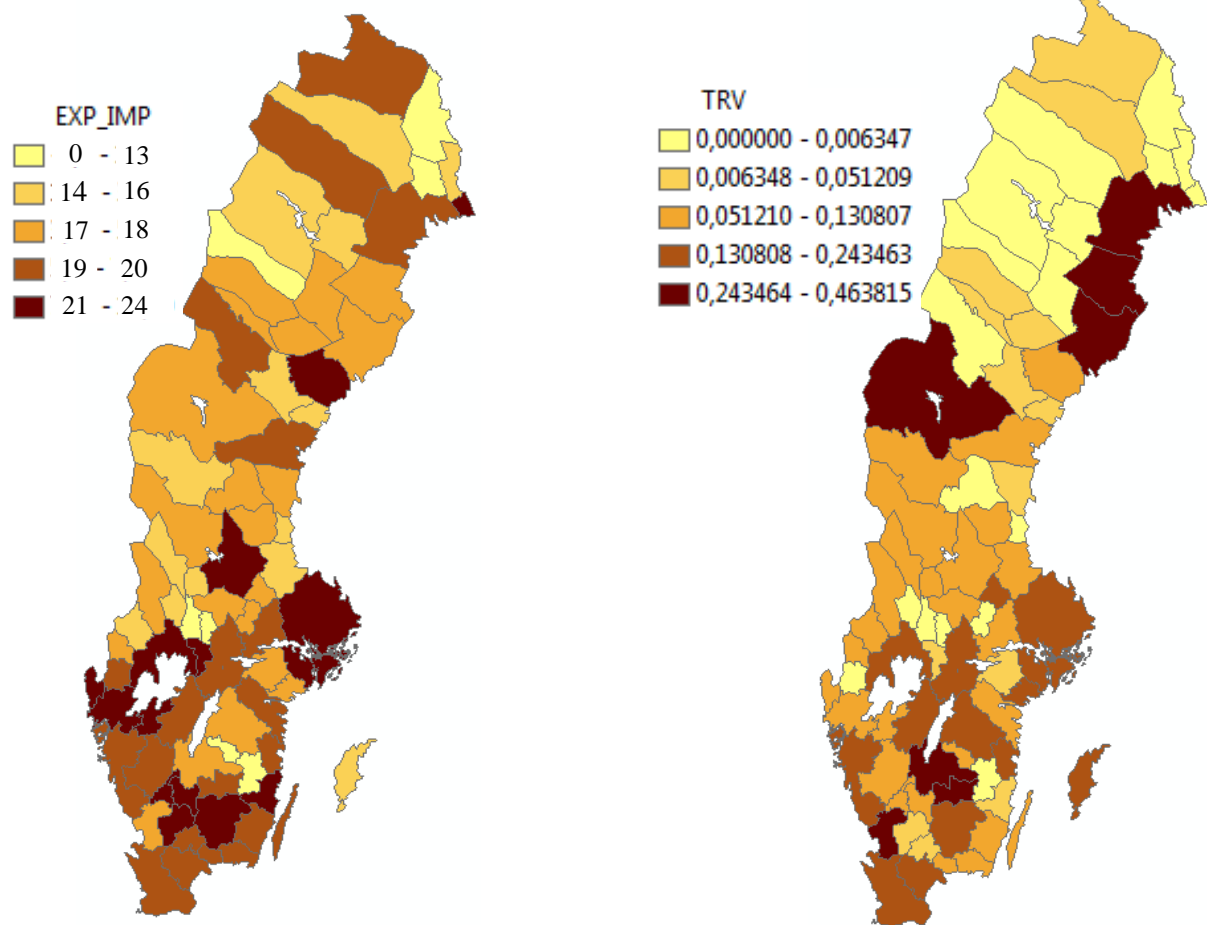 EXP_IMP
0 - 13
14 - 16
17 - 18
19 - 20
21 - 24
TRV
0,000000 - 0,006347
0,006348 - 0,051209
0,051210 - 0,130807
0,130808 - 0,243463
0,243464 - 0,463815